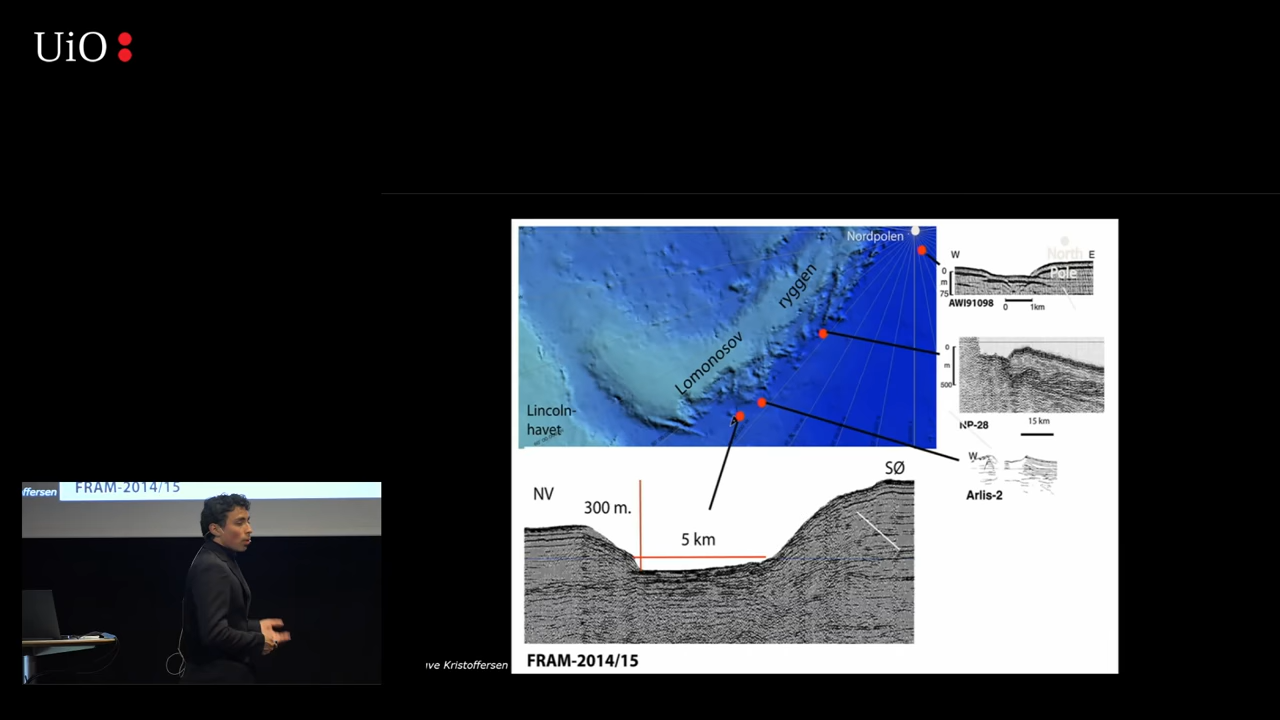 UiO
Nordpolen
ryggen
Lomonosov
Lincoln-
havet
W
E
North
Pole
0
m
75
AWI91098
0
1km
0
m
500
NP-28
15 km
W
Arlis-2
NV
SØ
300 m.
5 km
FRAM-2014/15
ve Kristoffersen
ffersen
FRAM-2014/15